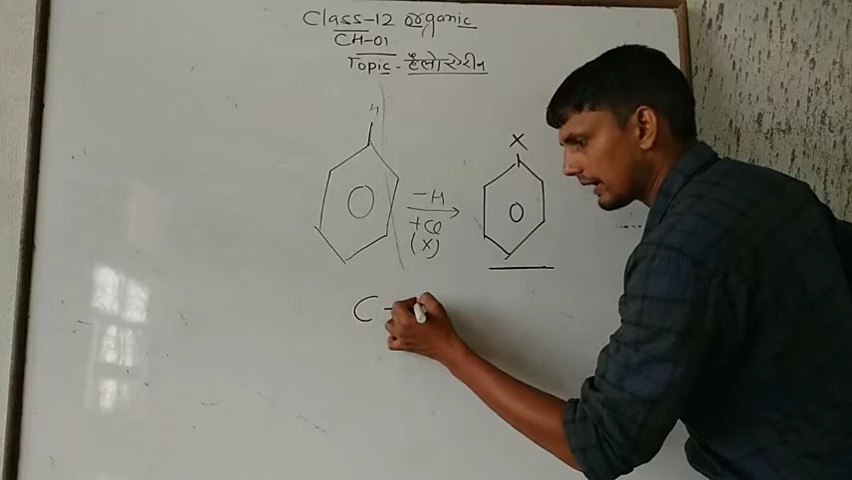 Class-12 organic
CH-01
Topic - हैलोएरीन
H
X
-H
+Cl
(X)
C -